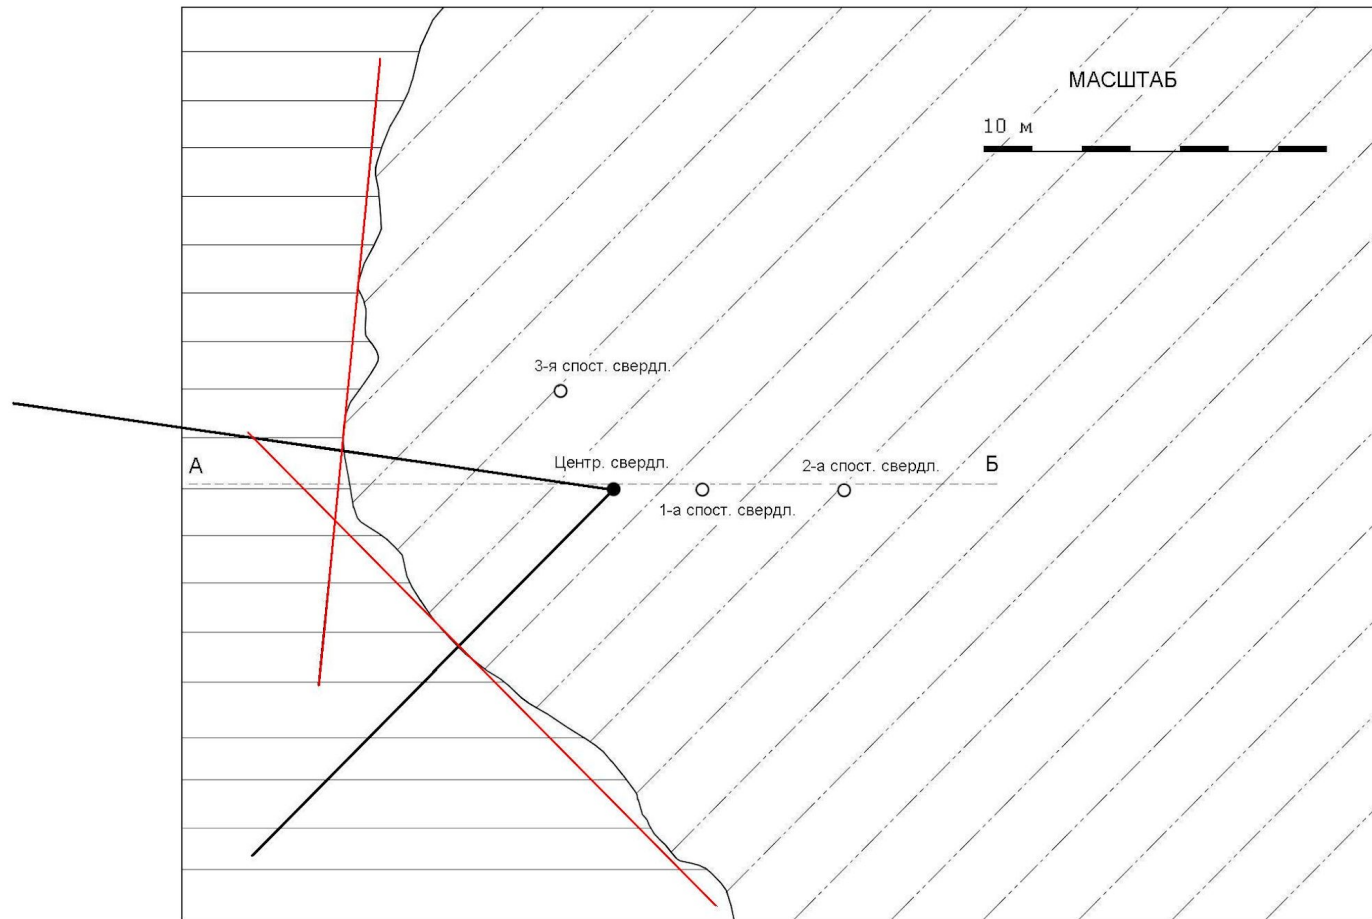 МАСШТАБ
10 м
3-я спост. свердл.
Центр. свердл.
2-а спост. свердл.
А
Б
1-а спост. свердл.